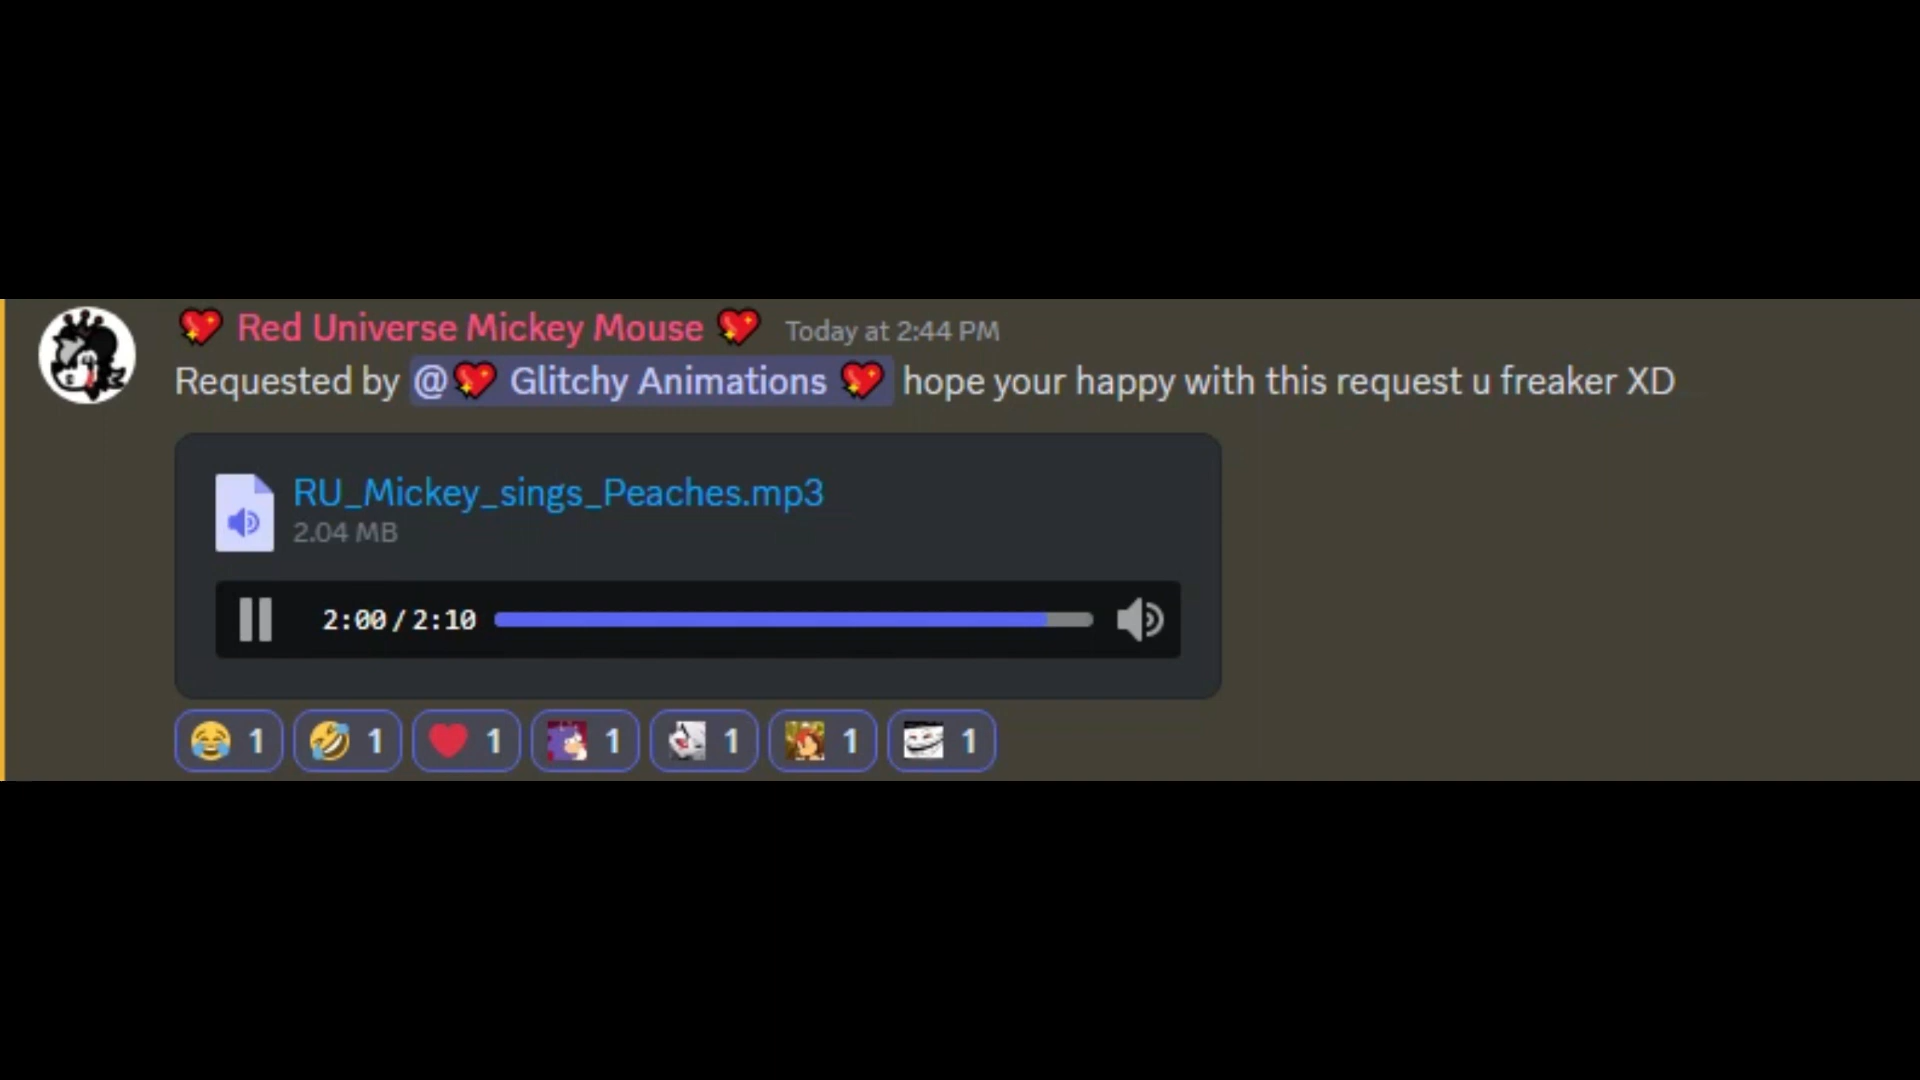 💖 Red Universe Mickey Mouse 💖 Today at 2:44 PM
Requested by @💖 Glitchy Animations 💖 hope your happy with this request u freaker XD
RU_Mickey_sings_Peaches.mp3
2.04 MB
2:00 / 2:10
1 1 1 1 1 1 1